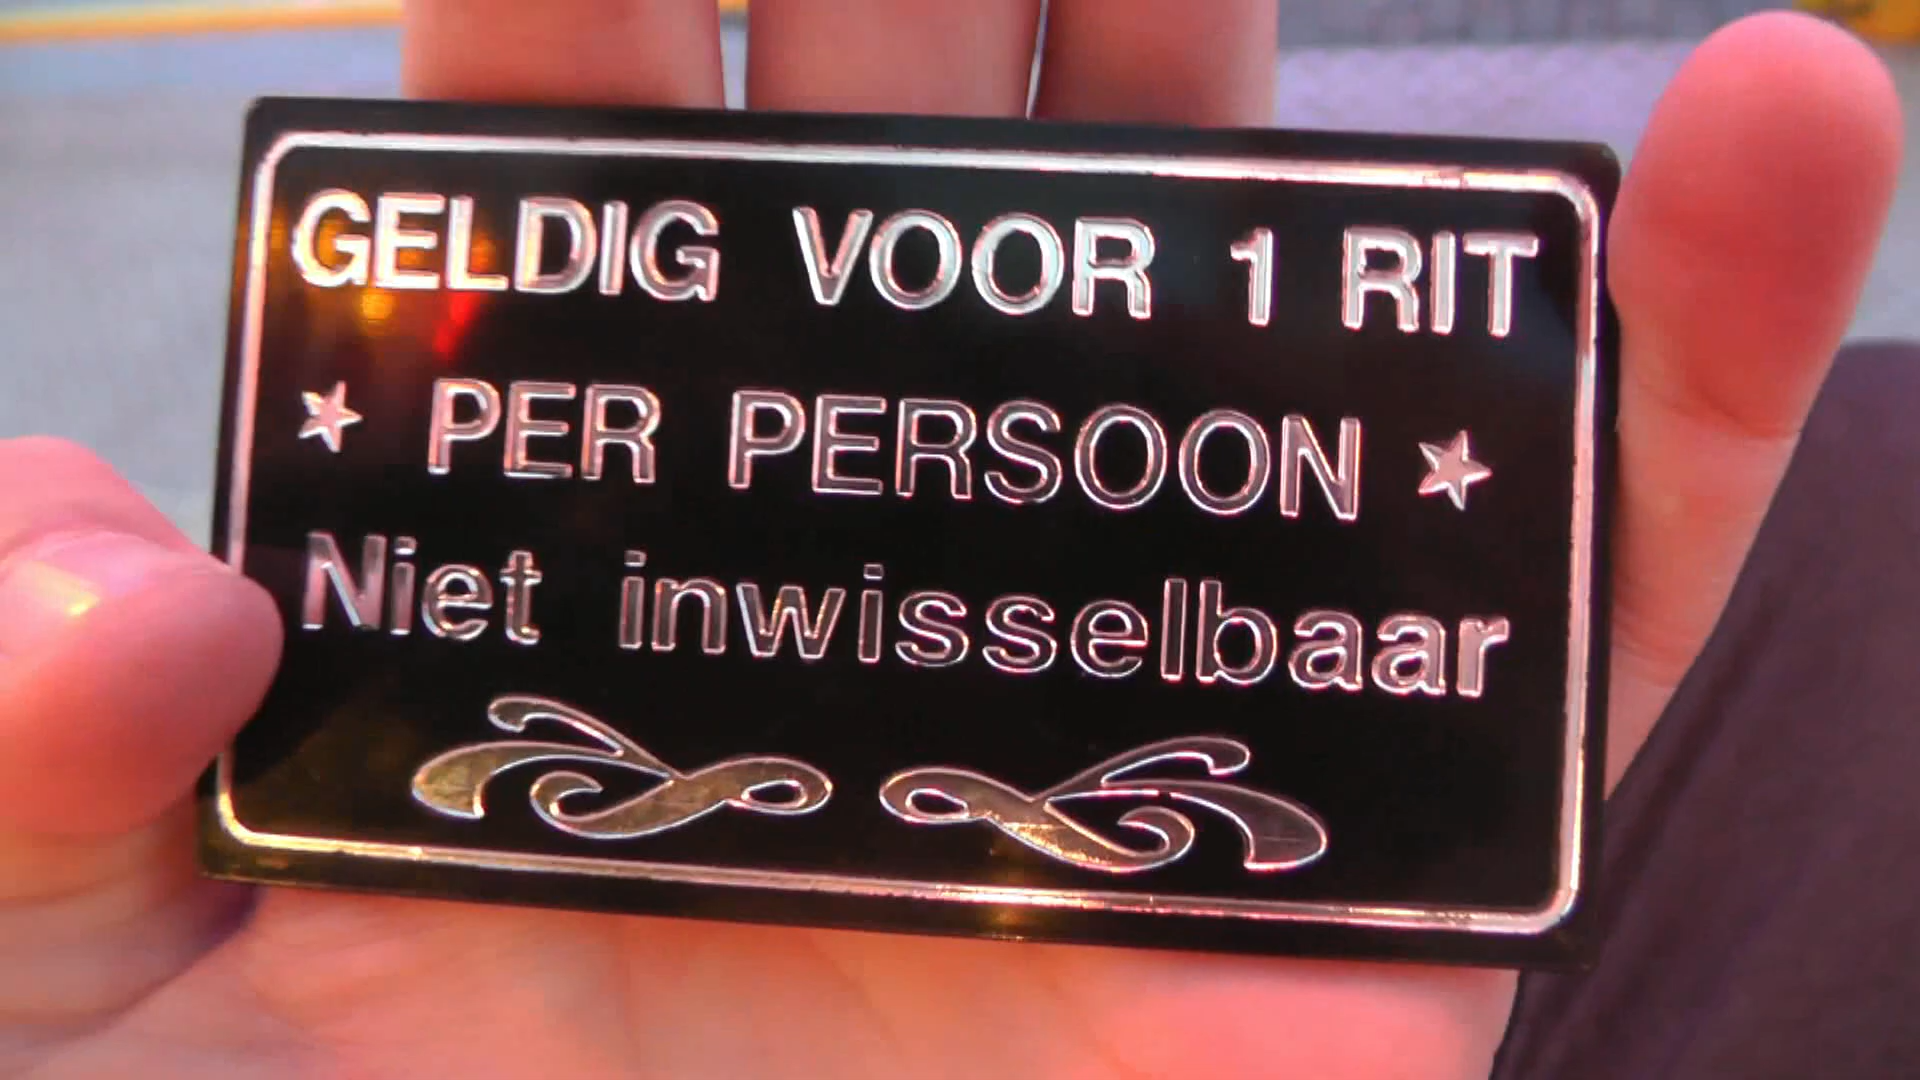 GELDIG VOOR 1 RIT
★ PER PERSOON ★
Niet inwisselbaar